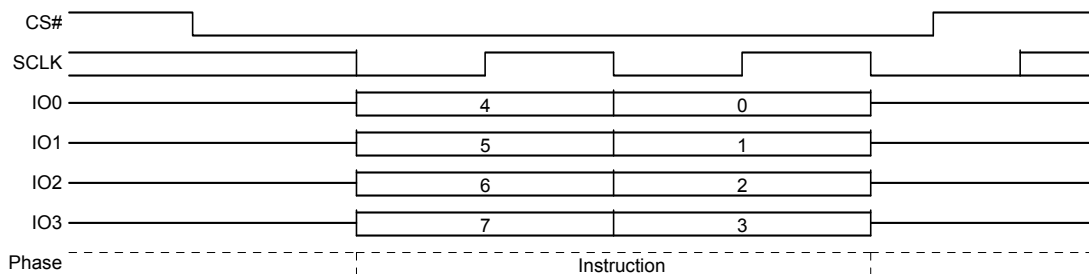 CS#
SCLK
IO0 4 0
IO1 5 1
IO2 6 2
IO3 7 3
Phase Instruction